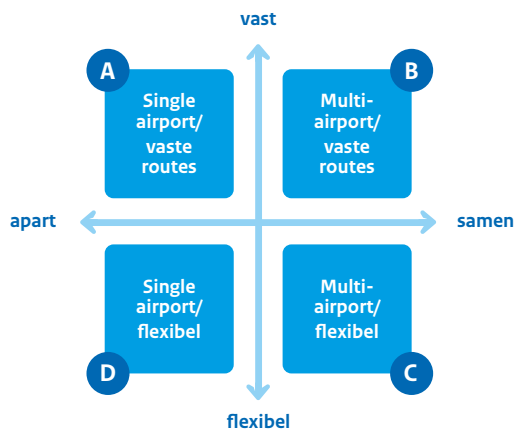 vast
A
Single
airport/
vaste
routes
B
Multi-
airport/
vaste
routes
apart
samen
Single
airport/
flexibel
D
Multi-
airport/
flexibel
C
flexibel